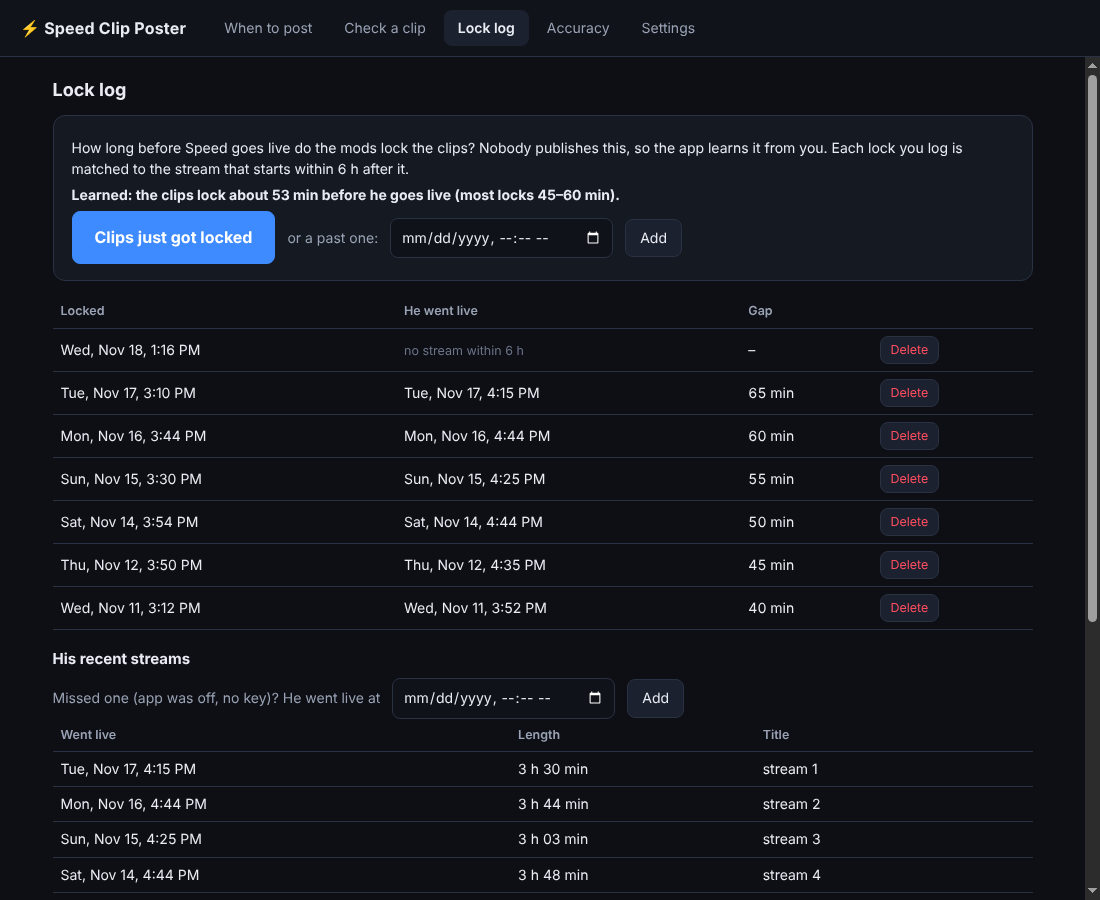 ⚡ Speed Clip Poster When to post Check a clip Lock log Accuracy Settings
Lock log
How long before Speed goes live do the mods lock the clips? Nobody publishes this, so the app learns it from you. Each lock you log is
matched to the stream that starts within 6 h after it.
Learned: the clips lock about 53 min before he goes live (most locks 45–60 min).
Clips just got locked or a past one: mm/dd/yyyy, --:-- -- Add
Locked He went live Gap
Wed, Nov 18, 1:16 PM no stream within 6 h – Delete
Tue, Nov 17, 3:10 PM Tue, Nov 17, 4:15 PM 65 min Delete
Mon, Nov 16, 3:44 PM Mon, Nov 16, 4:44 PM 60 min Delete
Sun, Nov 15, 3:30 PM Sun, Nov 15, 4:25 PM 55 min Delete
Sat, Nov 14, 3:54 PM Sat, Nov 14, 4:44 PM 50 min Delete
Thu, Nov 12, 3:50 PM Thu, Nov 12, 4:35 PM 45 min Delete
Wed, Nov 11, 3:12 PM Wed, Nov 11, 3:52 PM 40 min Delete
His recent streams
Missed one (app was off, no key)? He went live at mm/dd/yyyy, --:-- -- Add
Went live Length Title
Tue, Nov 17, 4:15 PM 3 h 30 min stream 1
Mon, Nov 16, 4:44 PM 3 h 44 min stream 2
Sun, Nov 15, 4:25 PM 3 h 03 min stream 3
Sat, Nov 14, 4:44 PM 3 h 48 min stream 4